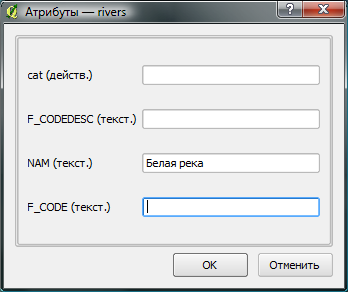 Атрибуты — rivers
cat (действ.)
F_CODEDESC (текст.)
NAM (текст.) Белая река
F_CODE (текст.)
OK Отменить